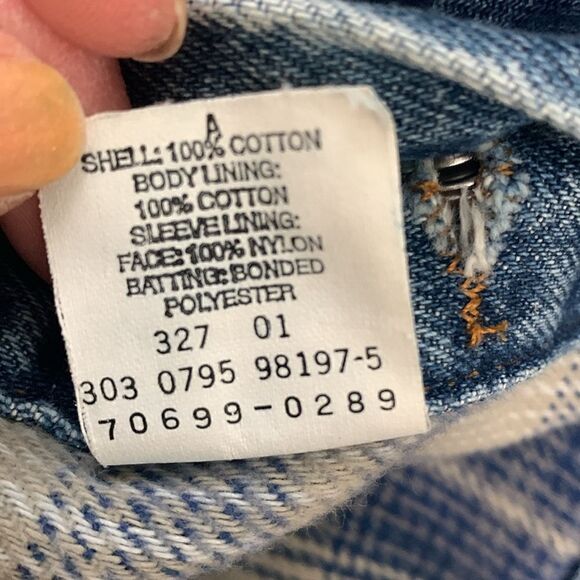 A
SHELL: 100% COTTON
BODY LINING:
100% COTTON
SLEEVE LINING:
FACE: 100% NYLON
BATTING: BONDED
POLYESTER
327 01
303 0795 98197-5
70699-0289